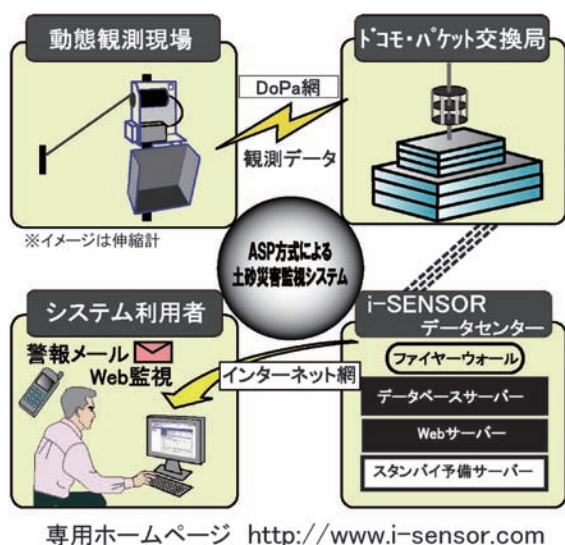 動態観測現場
ドコモ・パケット交換局
DoPa網
観測データ
※イメージは伸縮計
ASP方式による
土砂災害監視システム
システム利用者
警報メール
Web監視
インターネット網
i-SENSOR
データセンター
ファイヤーウォール
データベースサーバー
Webサーバー
スタンバイ予備サーバー
専用ホームページ http://www.i-sensor.com